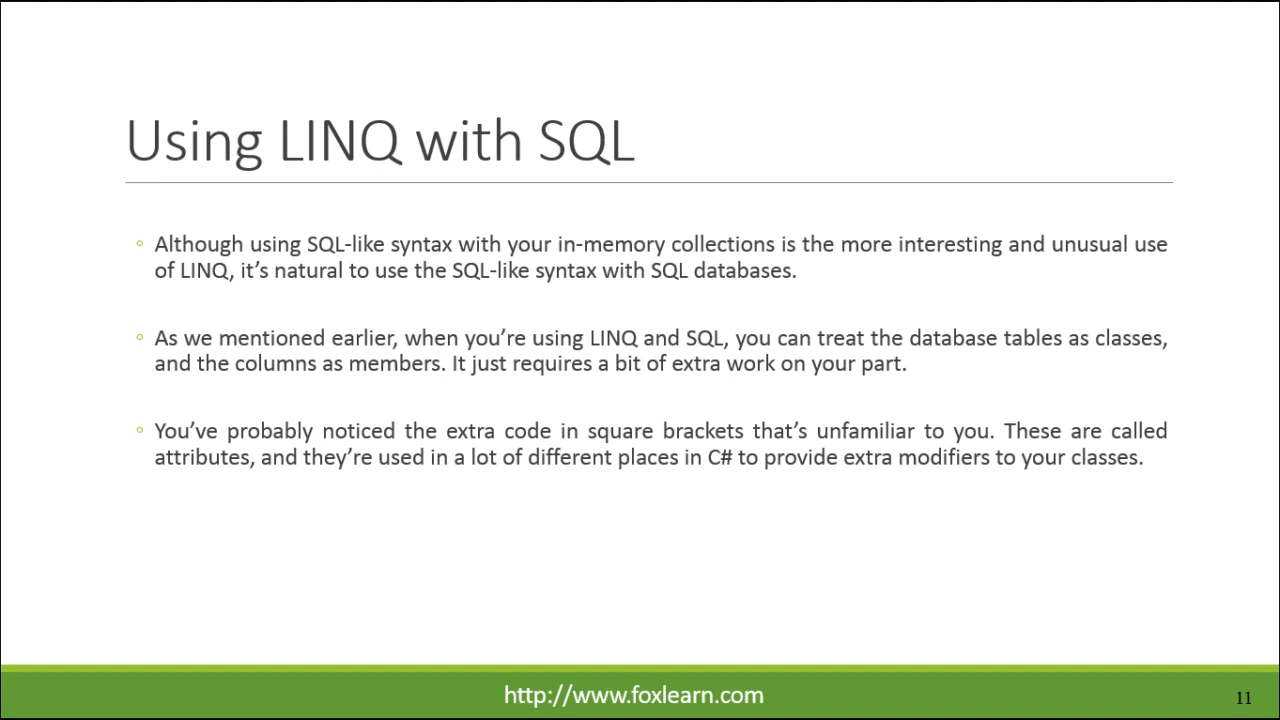 Using LINQ with SQL
◦ Although using SQL-like syntax with your in-memory collections is the more interesting and unusual use
of LINQ, it’s natural to use the SQL-like syntax with SQL databases.
◦ As we mentioned earlier, when you’re using LINQ and SQL, you can treat the database tables as classes,
and the columns as members. It just requires a bit of extra work on your part.
◦ You’ve probably noticed the extra code in square brackets that’s unfamiliar to you. These are called
attributes, and they’re used in a lot of different places in C# to provide extra modifiers to your classes.
http://www.foxlearn.com
11